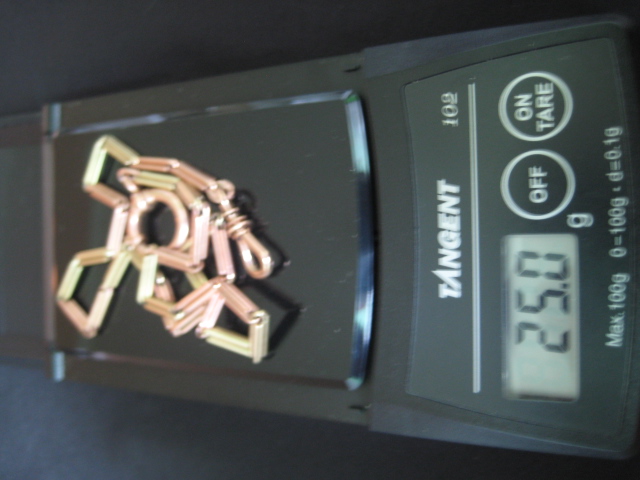 TANGENT
102
ON
TARE
OFF
25.0
g
Max.100g 0=100g · d=0.1g